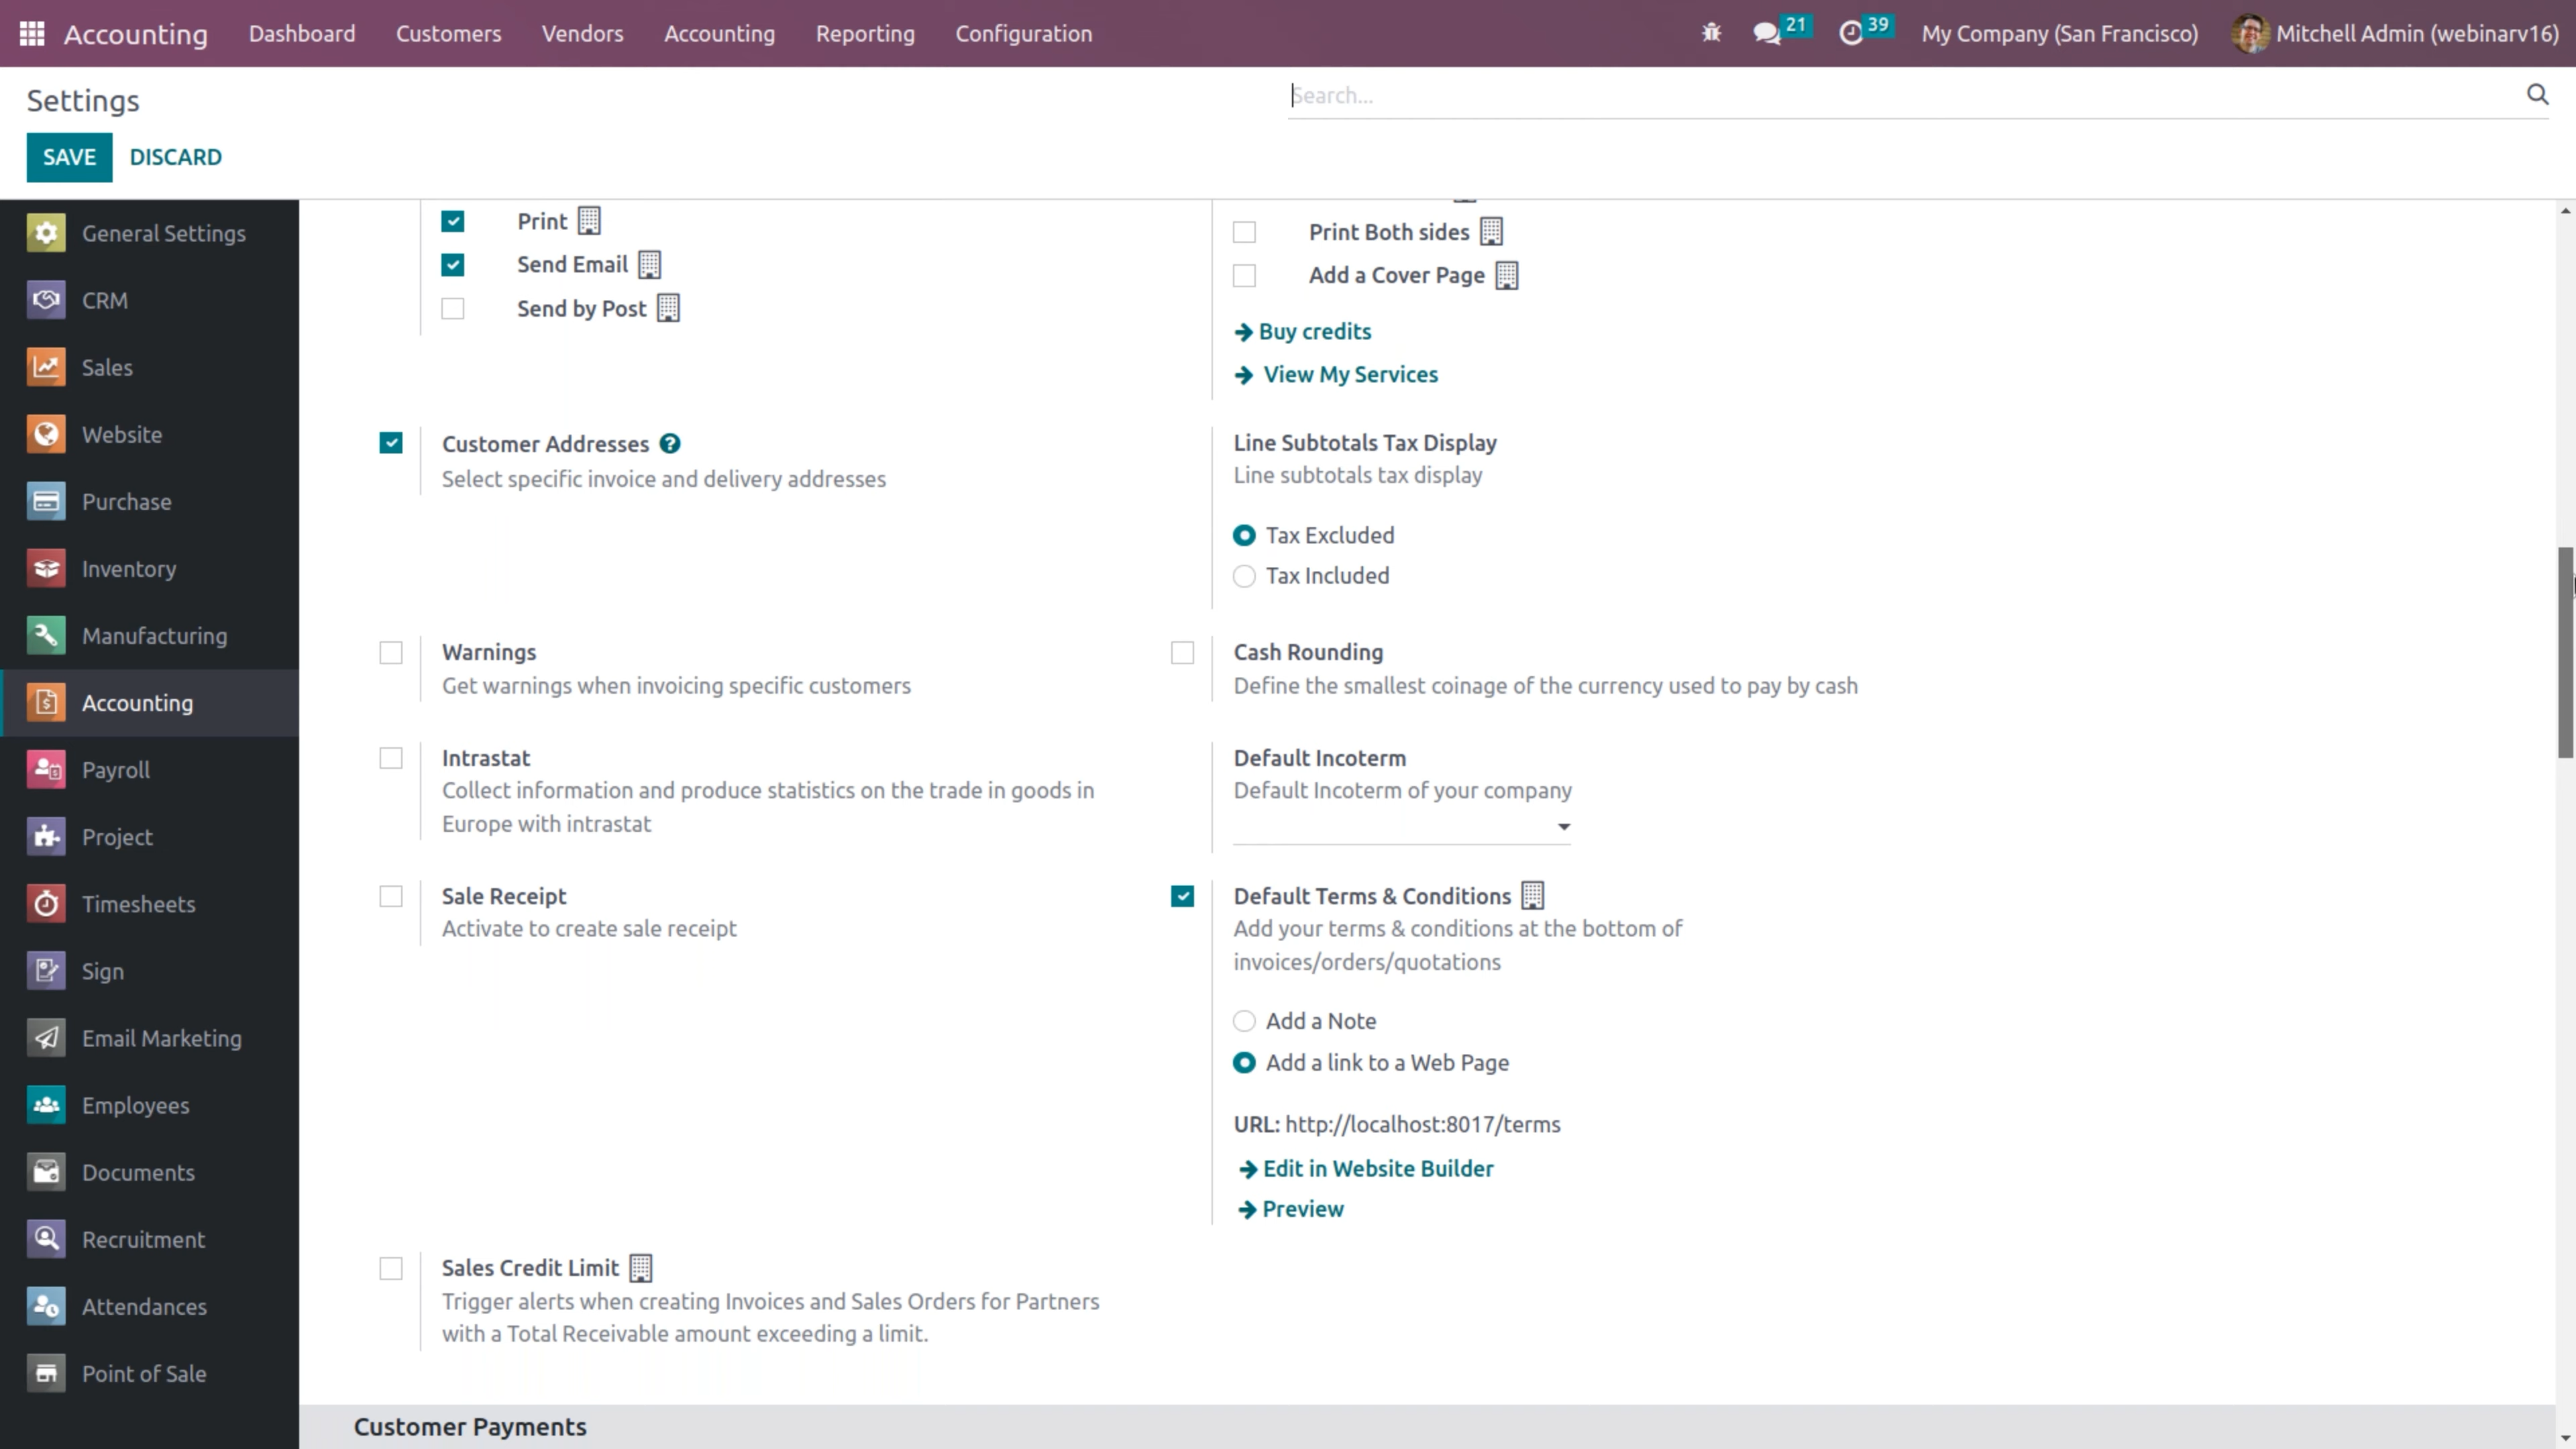 Accounting Dashboard Customers Vendors Accounting Reporting Configuration 21 39 My Company (San Francisco) Mitchell Admin (webinarv16)
Settings
Search...
SAVE DISCARD
General Settings
CRM
Sales
Website
Purchase
Inventory
Manufacturing
Accounting
Payroll
Project
Timesheets
Sign
Email Marketing
Employees
Documents
Recruitment
Attendances
Point of Sale
Print
Send Email
Send by Post
Print Both sides
Add a Cover Page
Buy credits
View My Services
Customer Addresses ?
Select specific invoice and delivery addresses
Line Subtotals Tax Display
Line subtotals tax display
Tax Excluded
Tax Included
Warnings
Get warnings when invoicing specific customers
Cash Rounding
Define the smallest coinage of the currency used to pay by cash
Intrastat
Collect information and produce statistics on the trade in goods in
Europe with intrastat
Default Incoterm
Default Incoterm of your company
Sale Receipt
Activate to create sale receipt
Default Terms & Conditions
Add your terms & conditions at the bottom of
invoices/orders/quotations
Add a Note
Add a link to a Web Page
URL: http://localhost:8017/terms
Edit in Website Builder
Preview
Sales Credit Limit
Trigger alerts when creating Invoices and Sales Orders for Partners
with a Total Receivable amount exceeding a limit.
Customer Payments